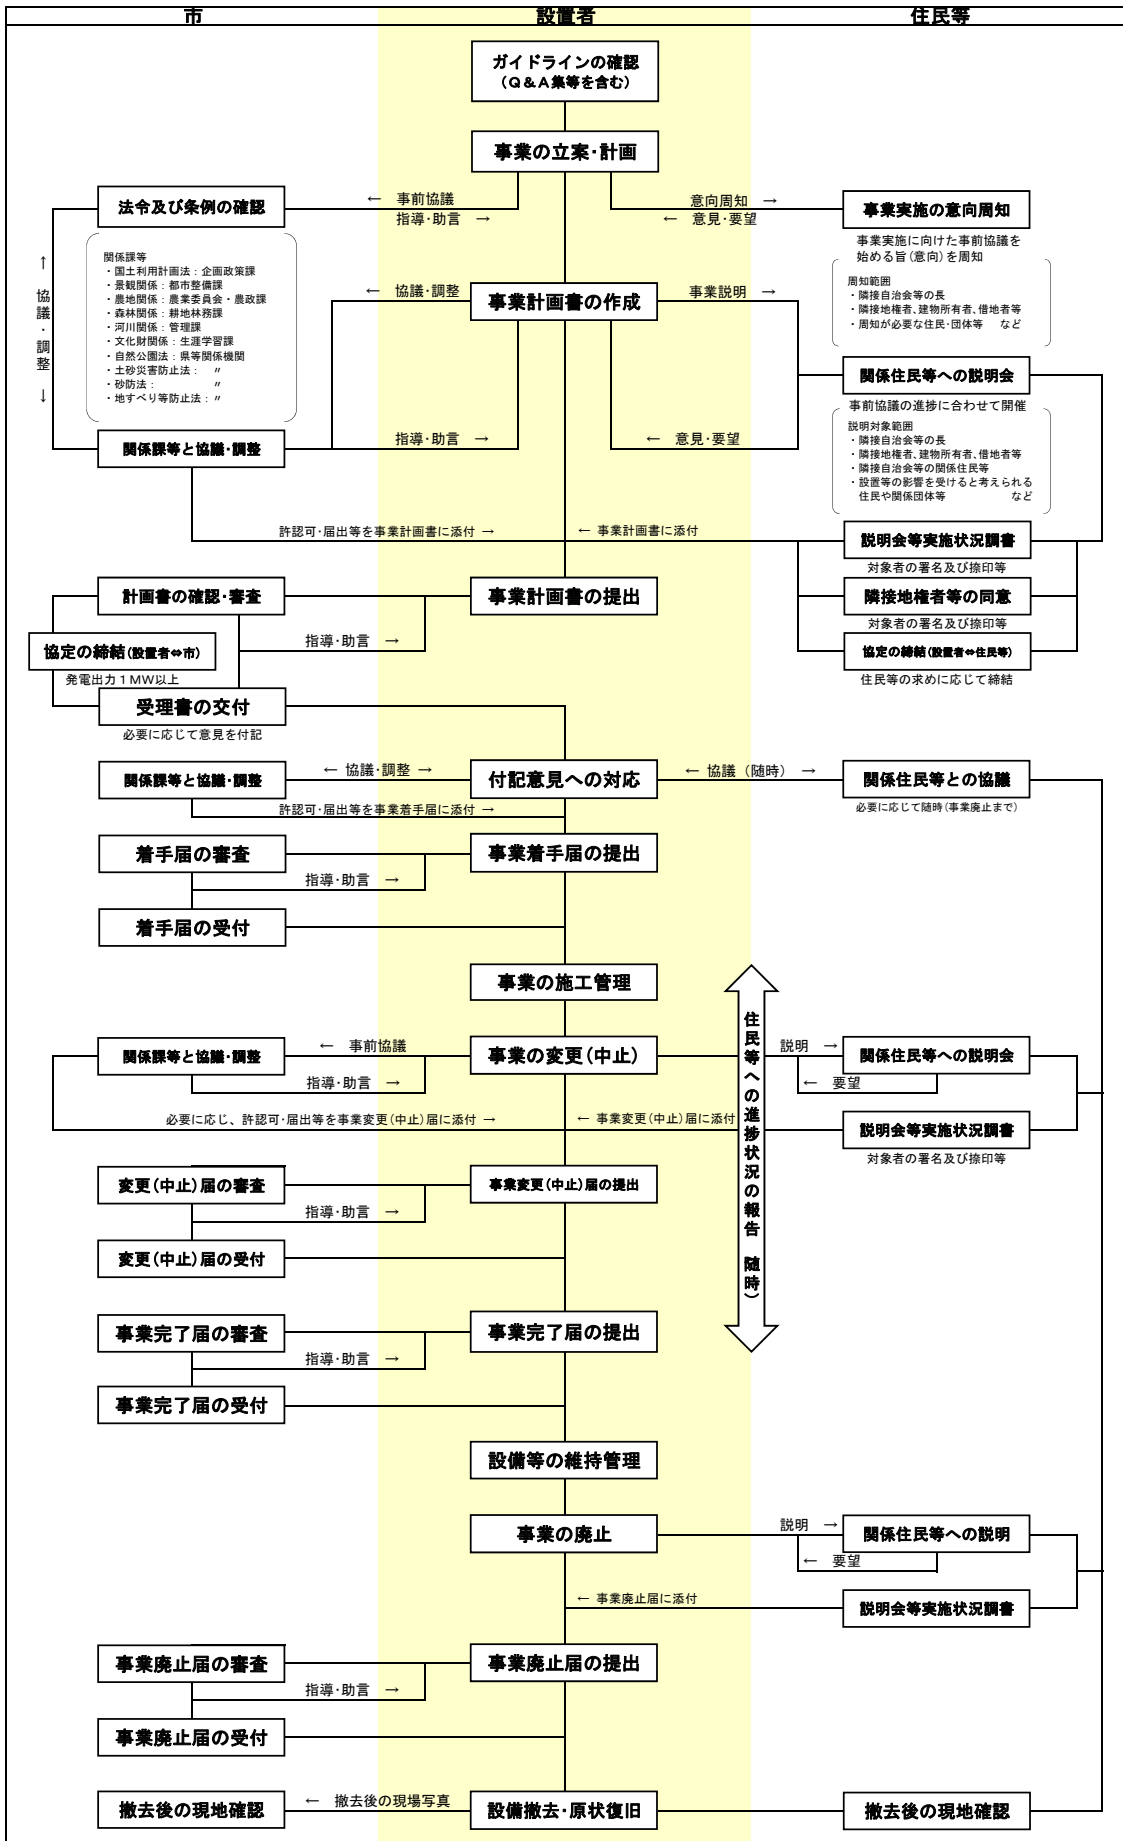 市
設置者
住民等
ガイドラインの確認
(Q&A集等を含む)
事業の立案・計画
法令及び条例の確認
← 事前協議
指導・助言 →
意向周知 →
← 意見・要望
事業実施の意向周知
事業実施に向けた事前協議を
始める旨(意向)を周知
↑ 協議・調整 ↓
関係課等
・国土利用計画法:企画政策課
・景観関係:都市整備課
・農地関係:農業委員会・農政課
・森林関係:耕地林務課
・河川関係:管理課
・文化財関係:生涯学習課
・自然公園法:県等関係機関
・土砂災害防止法: 〃
・砂防法: 〃
・地すべり等防止法:〃
周知範囲
・隣接自治会等の長
・隣接地権者、建物所有者、借地者等
・周知が必要な住民・団体等 など
← 協議・調整
事業計画書の作成
事業説明 →
関係住民等への説明会
事前協議の進捗に合わせて開催
説明対象範囲
・隣接自治会等の長
・隣接地権者、建物所有者、借地者等
・隣接自治会等の関係住民等
・設置等の影響を受けると考えられる
住民や関係団体等 など
関係課等と協議・調整
指導・助言 →
← 意見・要望
許認可・届出等を事業計画書に添付 →
← 事業計画書に添付
説明会等実施状況調書
対象者の署名及び捺印等
計画書の確認・審査
事業計画書の提出
隣接地権者等の同意
対象者の署名及び捺印等
協定の締結(設置者⇔市)
発電出力1MW以上
指導・助言 →
協定の締結(設置者⇔住民等)
住民等の求めに応じて締結
受理書の交付
必要に応じて意見を付記
関係課等と協議・調整
← 協議・調整 →
付記意見への対応
← 協議(随時) →
関係住民等との協議
必要に応じて随時(事業廃止まで)
許認可・届出等を事業着手届に添付 →
着手届の審査
事業着手届の提出
指導・助言 →
着手届の受付
事業の施工管理
住民等への進捗状況の報告 随時)
関係課等と協議・調整
← 事前協議
事業の変更(中止)
説明 →
関係住民等への説明会
指導・助言 →
← 要望
必要に応じ、許認可・届出等を事業変更(中止)届に添付 →
← 事業変更(中止)届に添付
説明会等実施状況調書
対象者の署名及び捺印等
変更(中止)届の審査
事業変更(中止)届の提出
指導・助言 →
変更(中止)届の受付
事業完了届の審査
事業完了届の提出
指導・助言 →
事業完了届の受付
設備等の維持管理
事業の廃止
説明 →
関係住民等への説明
← 要望
← 事業廃止届に添付
説明会等実施状況調書
事業廃止届の審査
事業廃止届の提出
指導・助言 →
事業廃止届の受付
撤去後の現地確認
← 撤去後の現場写真
設備撤去・原状復旧
撤去後の現地確認